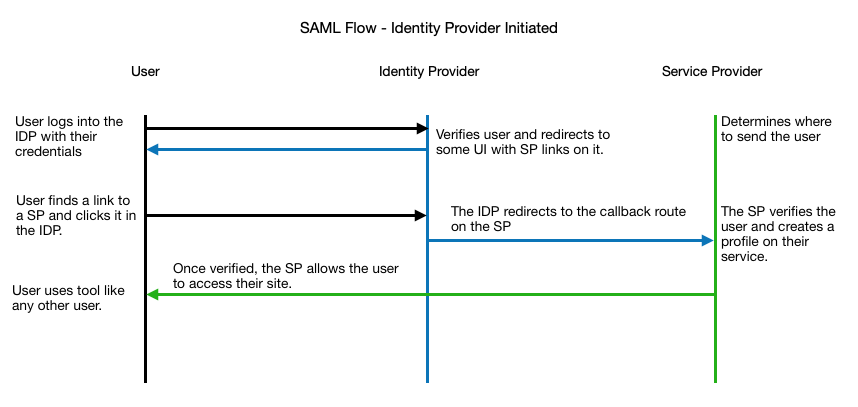 SAML Flow - Identity Provider Initiated
User
Identity Provider
Service Provider
User logs into the
IDP with their
credentials
Verifies user and redirects to
some UI with SP links on it.
Determines where
to send the user
User finds a link to
a SP and clicks it in
the IDP.
The IDP redirects to the callback route
on the SP
The SP verifies the
user and creates a
profile on their
service.
Once verified, the SP allows the user
to access their site.
User uses tool like
any other user.